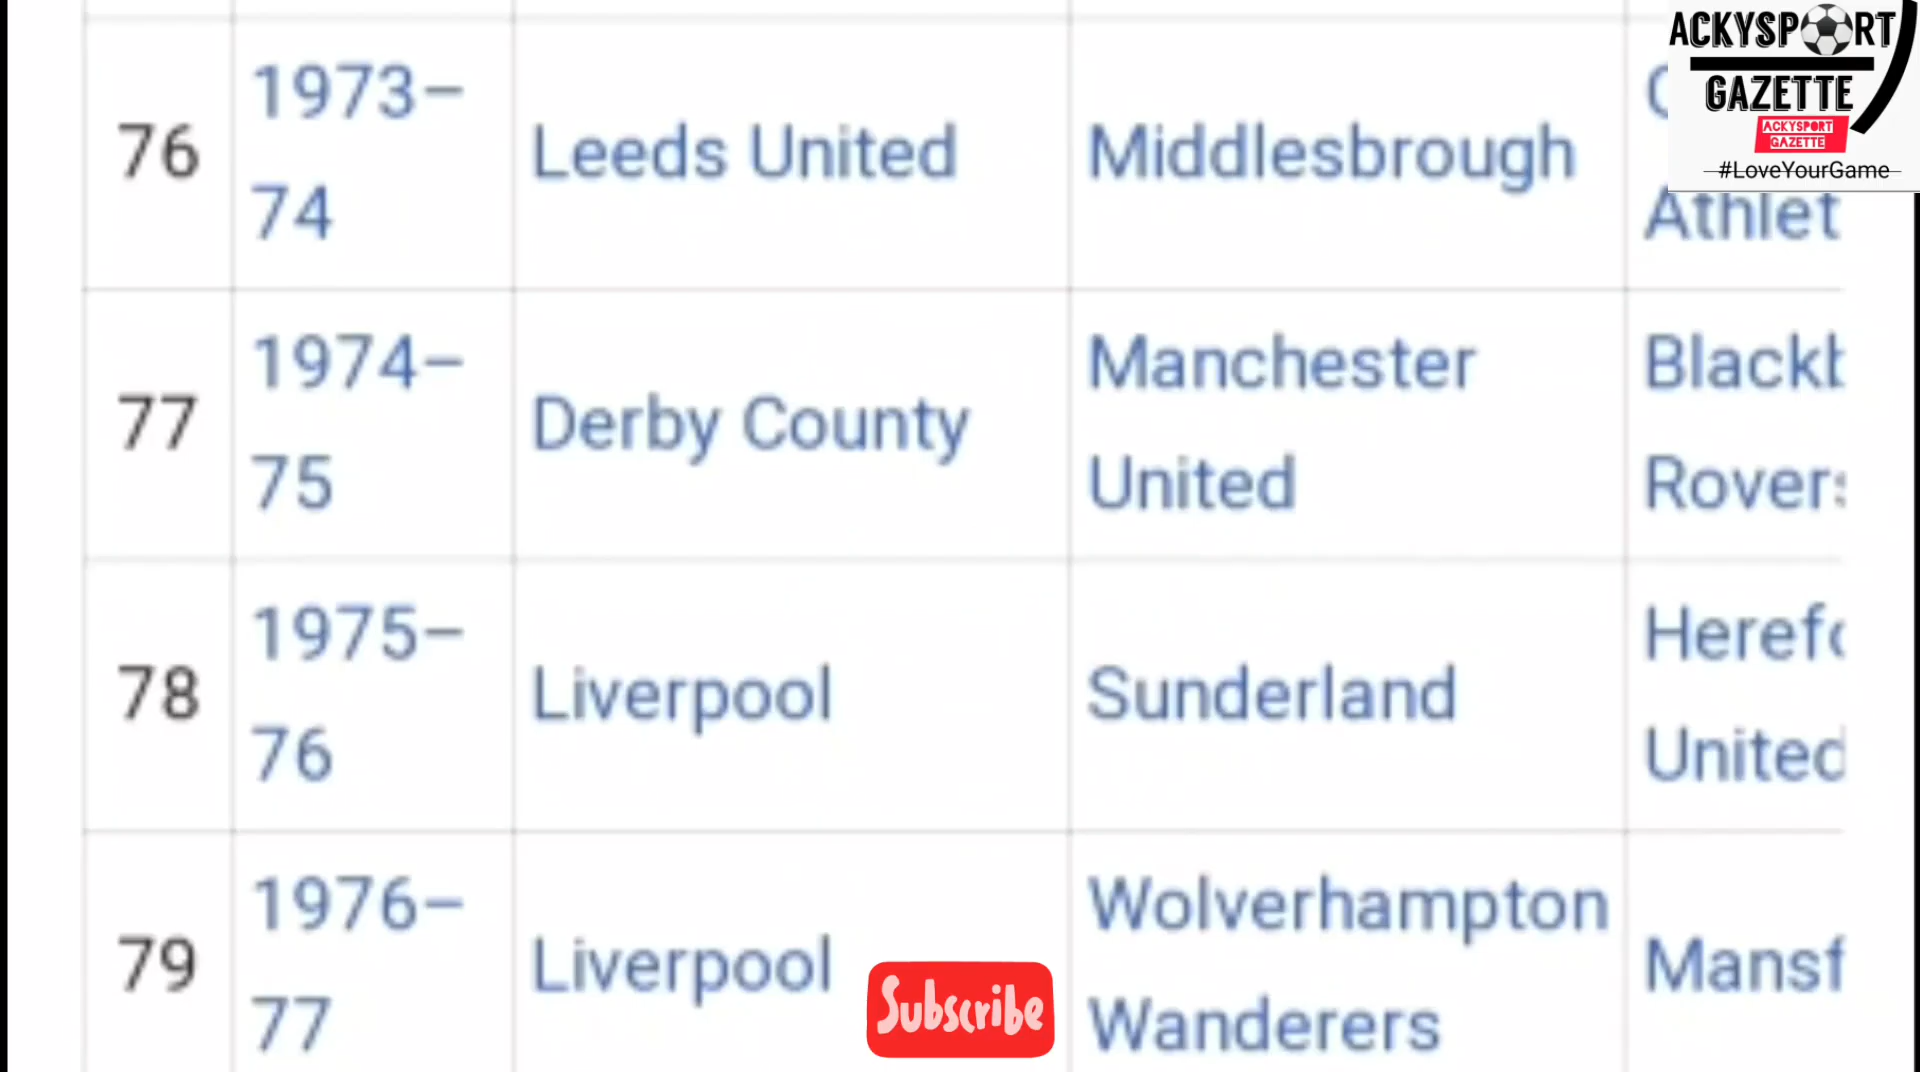 ACKYSPORT
GAZETTE
ACKYSPORT
GAZETTE
#LoveYourGame
76
1973–
74
Leeds United
Middlesbrough
77
1974–
75
Derby County
Manchester
United
78
1975–
76
Liverpool
Sunderland
United
79
1976–
77
Liverpool
Wolverhampton
Wanderers
Subscribe